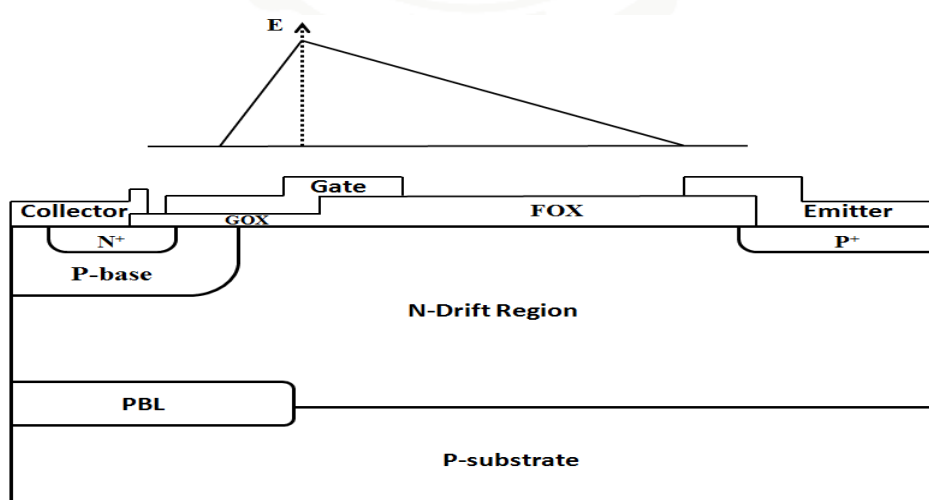 E
Gate
Collector
GOX
FOX
Emitter
N+
P+
P-base
N-Drift Region
PBL
P-substrate